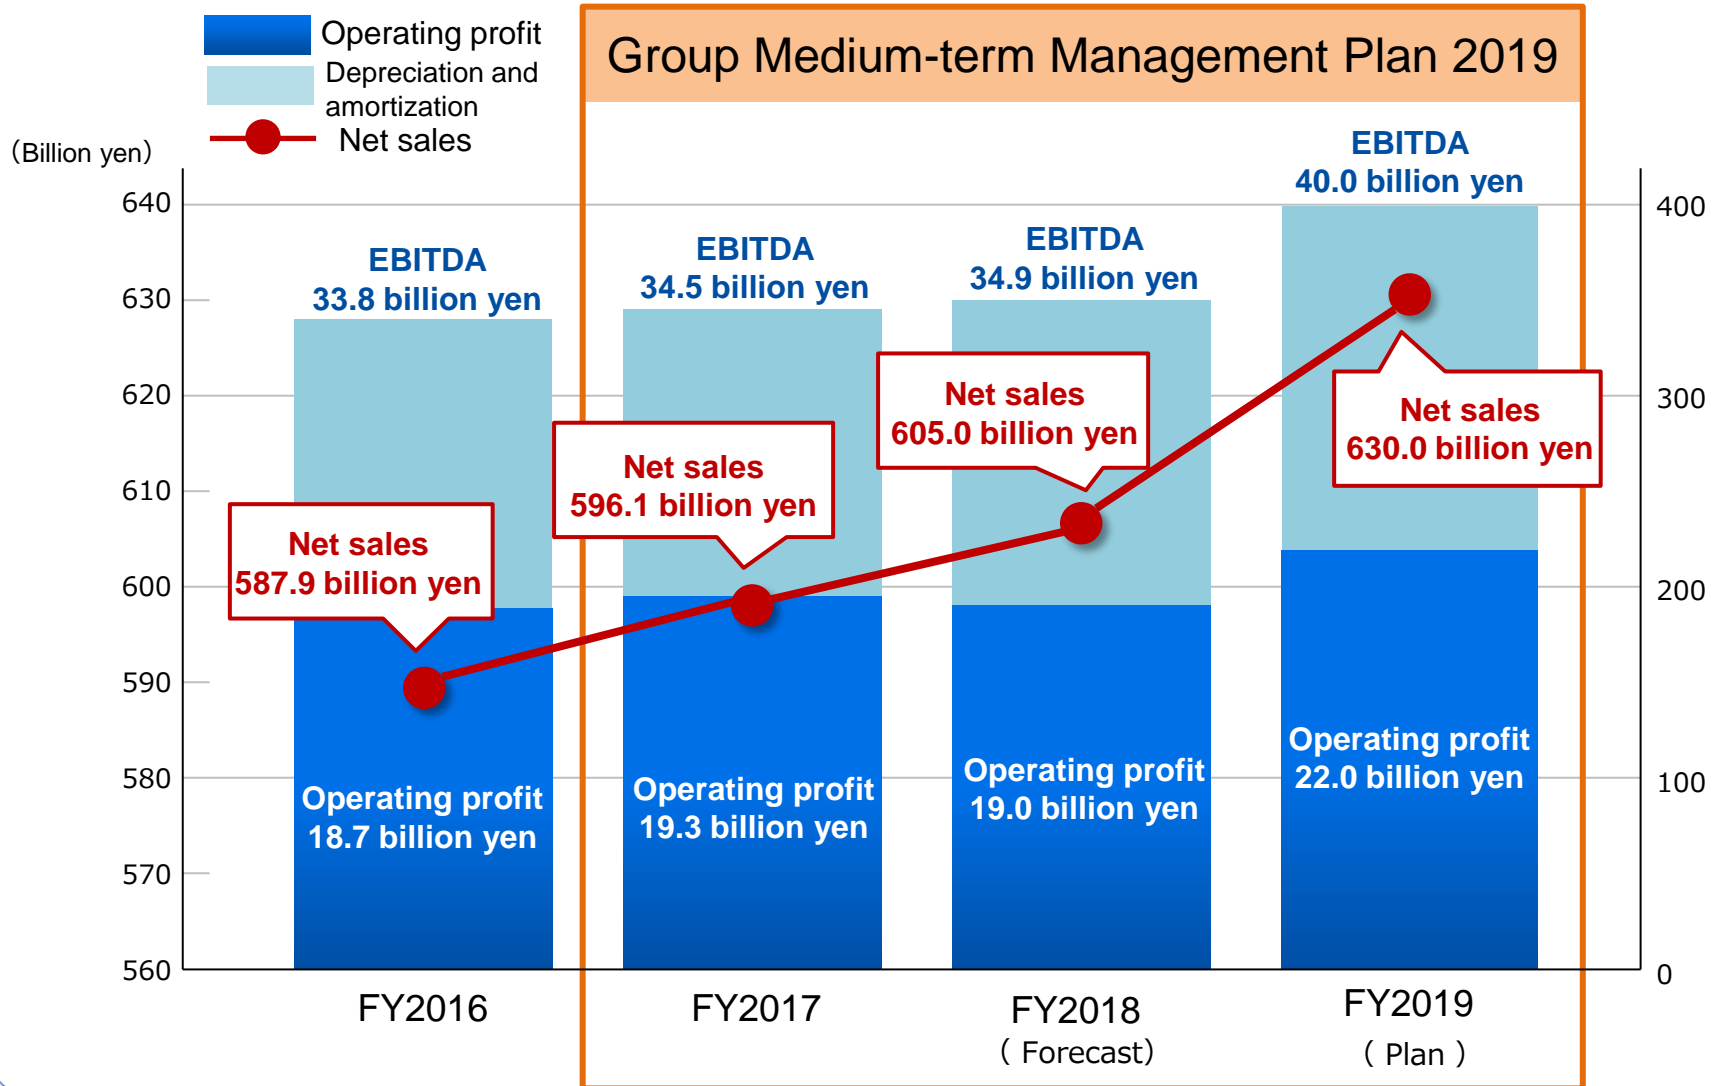 Operating profit
Depreciation and
amortization
Net sales
Group Medium-term Management Plan 2019
（Billion yen）
640
630
620
610
600
590
580
570
560
400
300
200
100
0
EBITDA
33.8 billion yen
EBITDA
34.5 billion yen
EBITDA
34.9 billion yen
EBITDA
40.0 billion yen
Net sales
587.9 billion yen
Net sales
596.1 billion yen
Net sales
605.0 billion yen
Net sales
630.0 billion yen
Operating profit
18.7 billion yen
Operating profit
19.3 billion yen
Operating profit
19.0 billion yen
Operating profit
22.0 billion yen
FY2016
FY2017
FY2018
（ Forecast）
FY2019
（ Plan ）